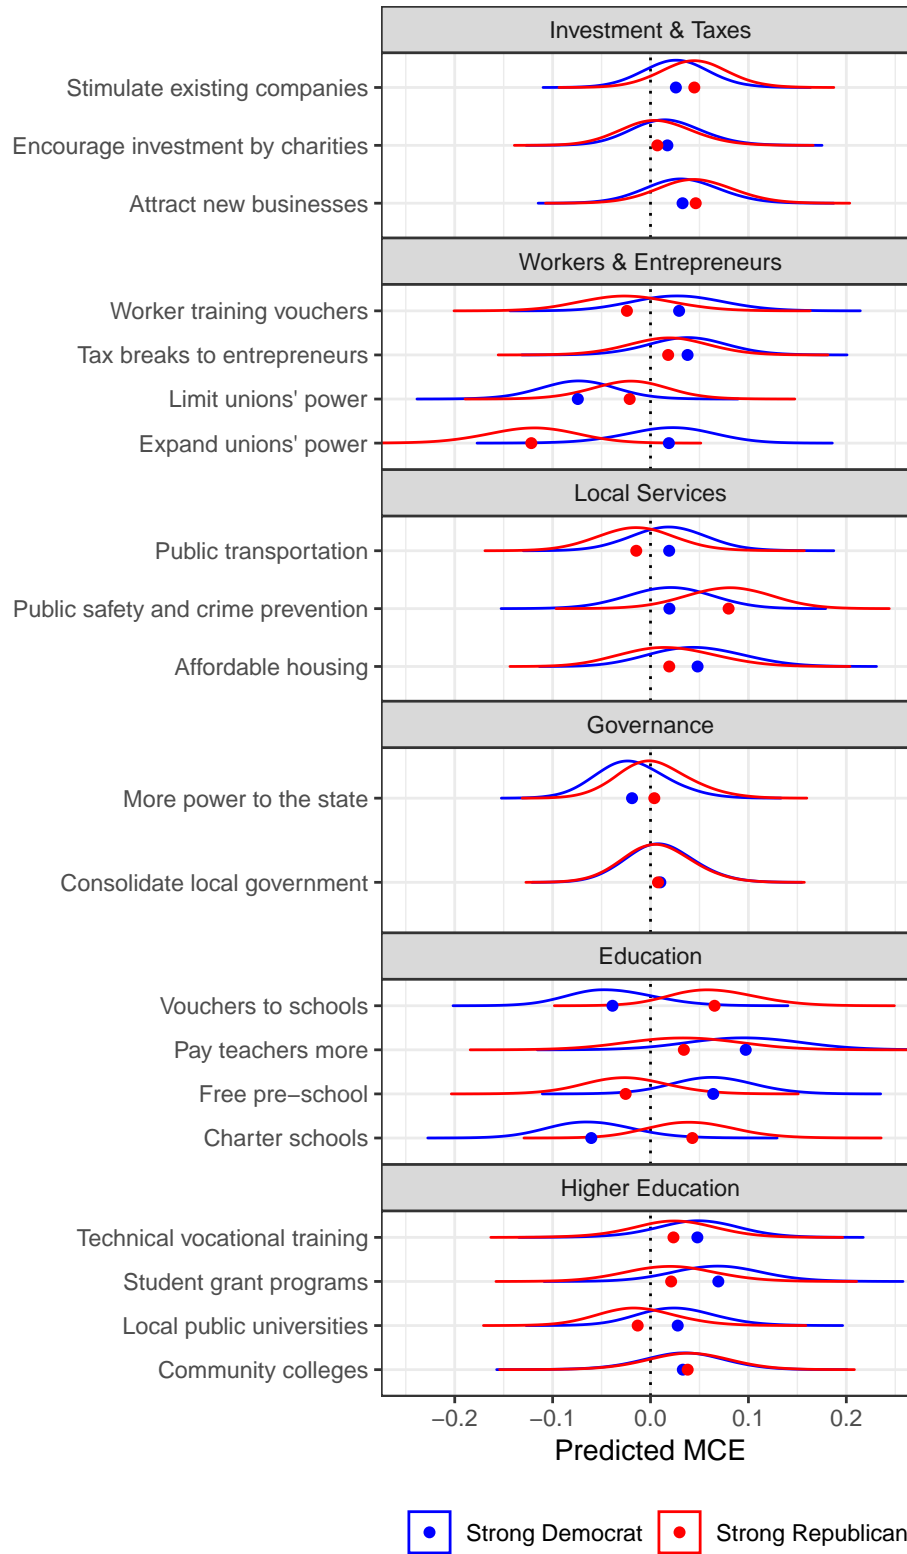 Investment & Taxes
Stimulate existing companies
Encourage investment by charities
Attract new businesses
Workers & Entrepreneurs
Worker training vouchers
Tax breaks to entrepreneurs
Limit unions' power
Expand unions' power
Local Services
Public transportation
Public safety and crime prevention
Affordable housing
Governance
More power to the state
Consolidate local government
Education
Vouchers to schools
Pay teachers more
Free pre−school
Charter schools
Higher Education
Technical vocational training
Student grant programs
Local public universities
Community colleges
−0.2 −0.1 0.0 0.1 0.2
Predicted MCE
Strong Democrat Strong Republican